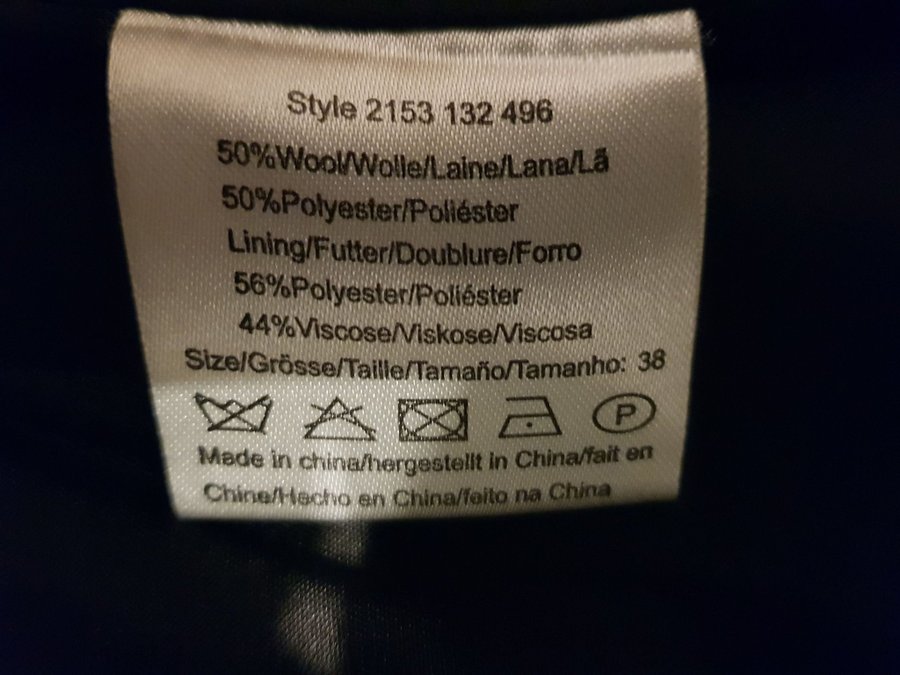 Style 2153 132 496
50%Wool/Wolle/Laine/Lana/Lã
50%Polyester/Poliéster
Lining/Futter/Doublure/Forro
56%Polyester/Poliéster
44%Viscose/Viskose/Viscosa
Size/Grösse/Taille/Tamaño/Tamanho: 38
P
Made in china/hergestellt in China/fait en
Chine/Hecho en China/feito na China